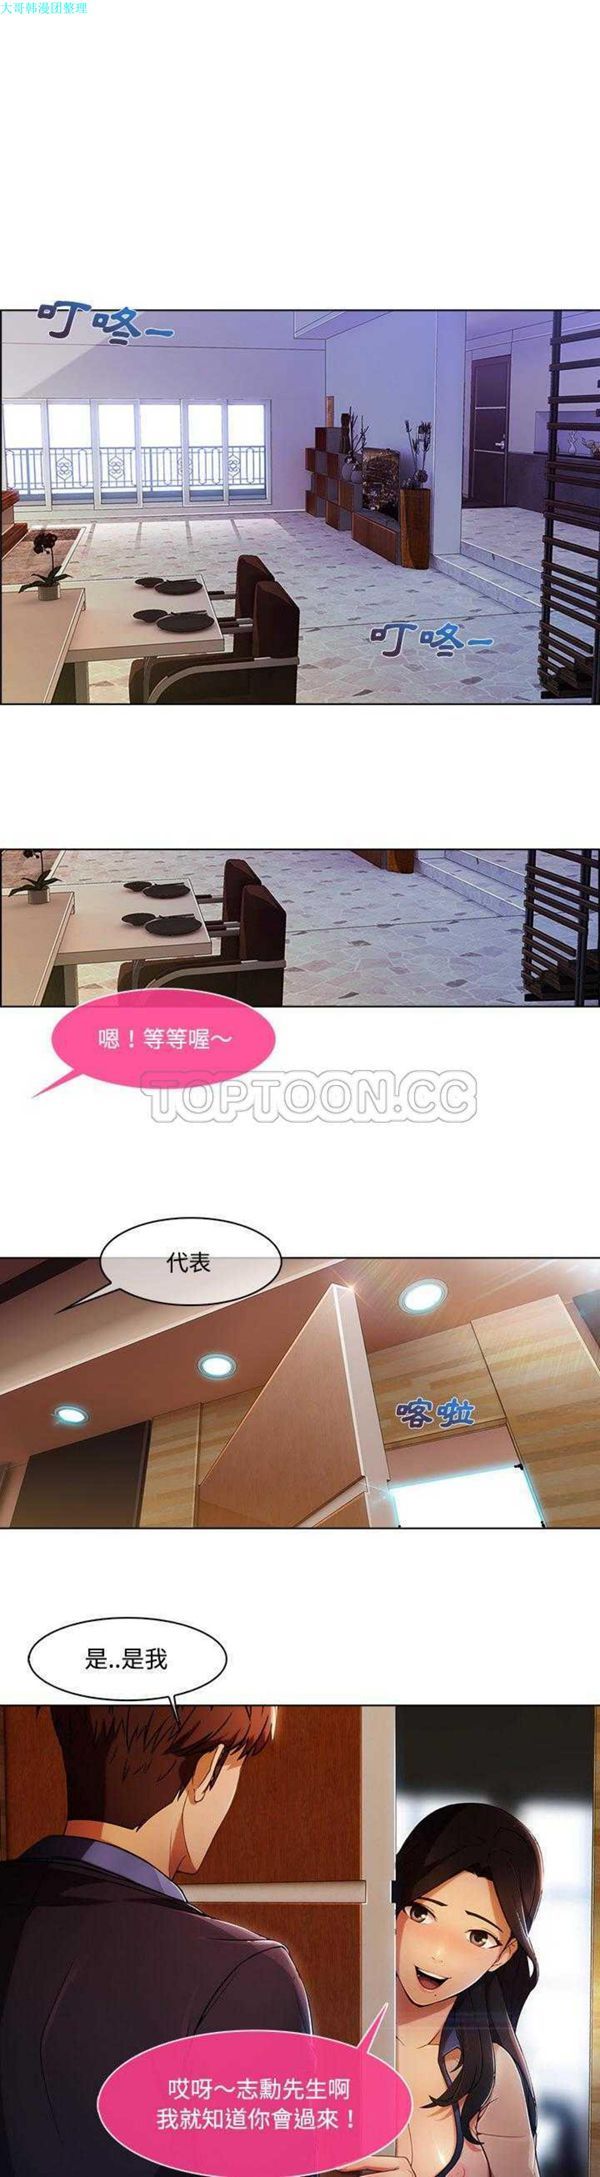 大哥韩漫团整理
叮咚一
叮咚一
嗯！等等喔～
TOPTOON.CC
代表
喀啦
是..是我
哎呀～志勳先生啊
我就知道你會過來！